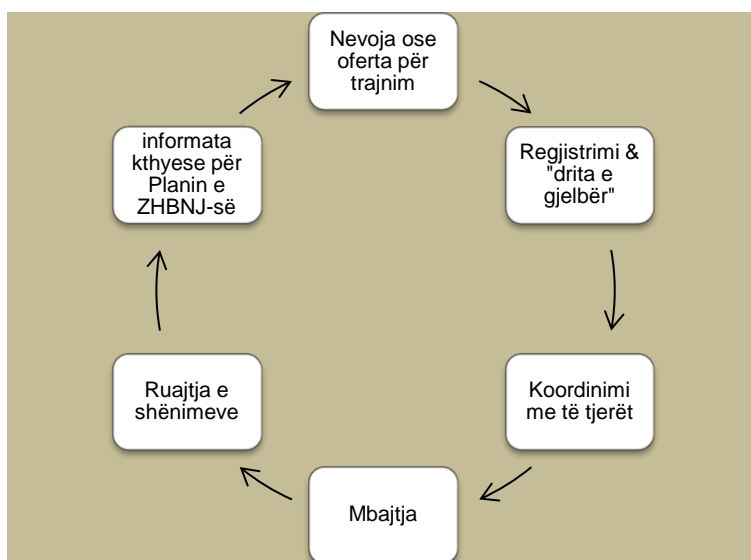 Nevoja ose
oferta për
trajnim
Regjistrimi &
"drita e
gjelbër"
Koordinimi
me të tjerët
Mbajtja
Ruajtja e
shënimeve
informata
kthyese për
Planin e
ZHBNJ-së